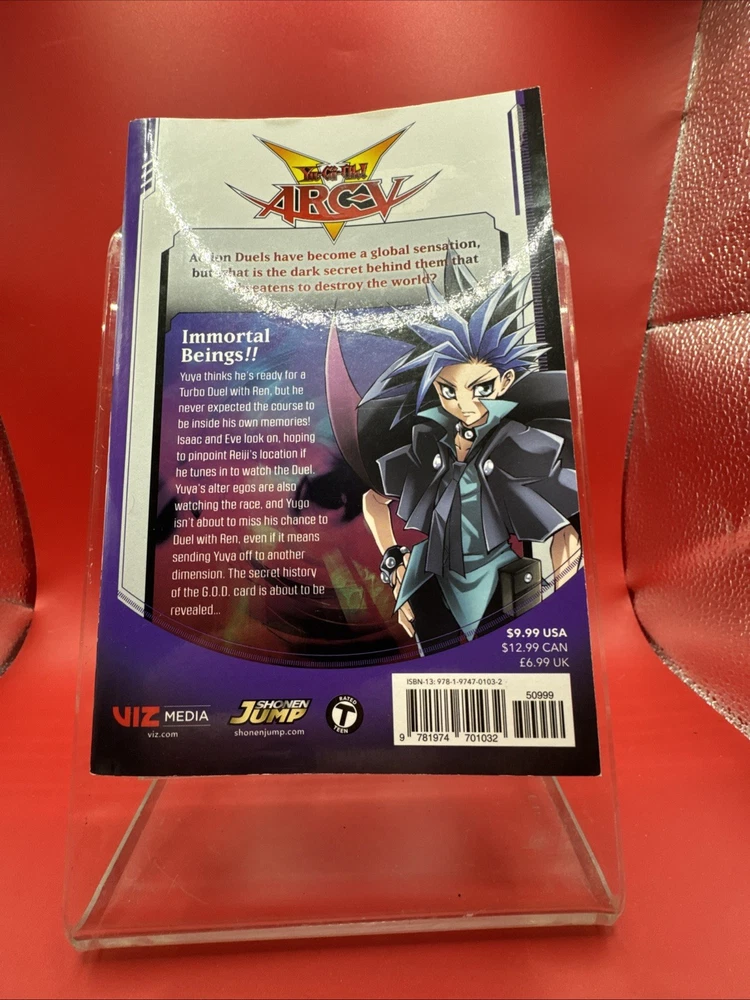 Yu-Gi-Oh!
ARC-V
Action Duels have become a global sensation,
but what is the dark secret behind them that
threatens to destroy the world?
Immortal
Beings!!
Yuya thinks he's ready for a
Turbo Duel with Ren, but he
never expected the course to
be inside his own memories!
Isaac and Eve look on, hoping
to pinpoint Reiji's location if
he tunes in to watch the Duel.
Yuya's alter egos are also
watching the race, and Yugo
isn't about to miss his chance to
Duel with Ren, even if it means
sending Yuya off to another
dimension. The secret history
of the G.O.D. card is about to be
revealed...
$9.99 USA
$12.99 CAN
£6.99 UK
ISBN-13: 978-1-9747-0103-2
50999
9 781974 701032
VIZ MEDIA
viz.com
SHONEN
JUMP
shonenjump.com
RATED
T
TEEN